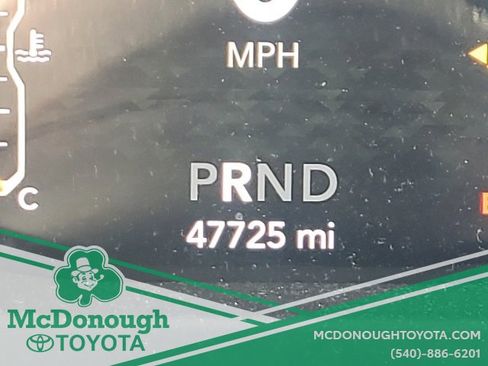 MPH
PRND
C
47725 mi
McDonough
TOYOTA
MCDONOUGHTOYOTA.COM
(540)-886-6201